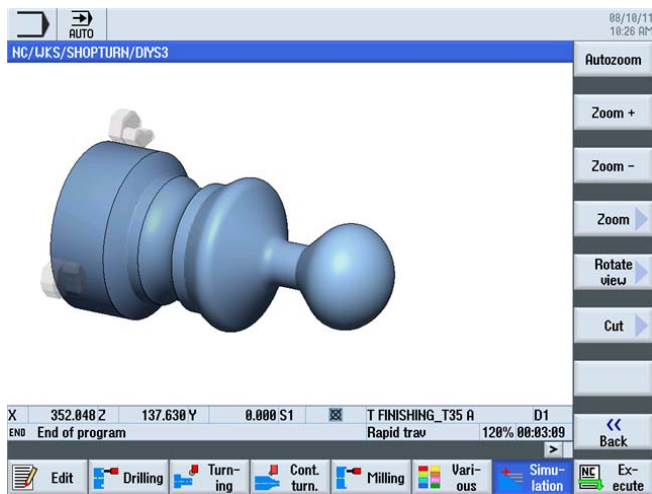 AUTO
08/10/11
10:26 AM
NC/WKS/SHOPTURN/DIYS3
Autozoom
Zoom +
Zoom -
Zoom
Rotate
view
Cut
X 352.048 Z 137.630 Y 0.000 S1 T FINISHING_T35 A D1
END End of program Rapid trav 120% 00:03:09
>
«
Back
Edit
Drilling
Turn-
ing
Cont.
turn.
Milling
Vari-
ous
Simu-
lation
NC
Ex-
ecute